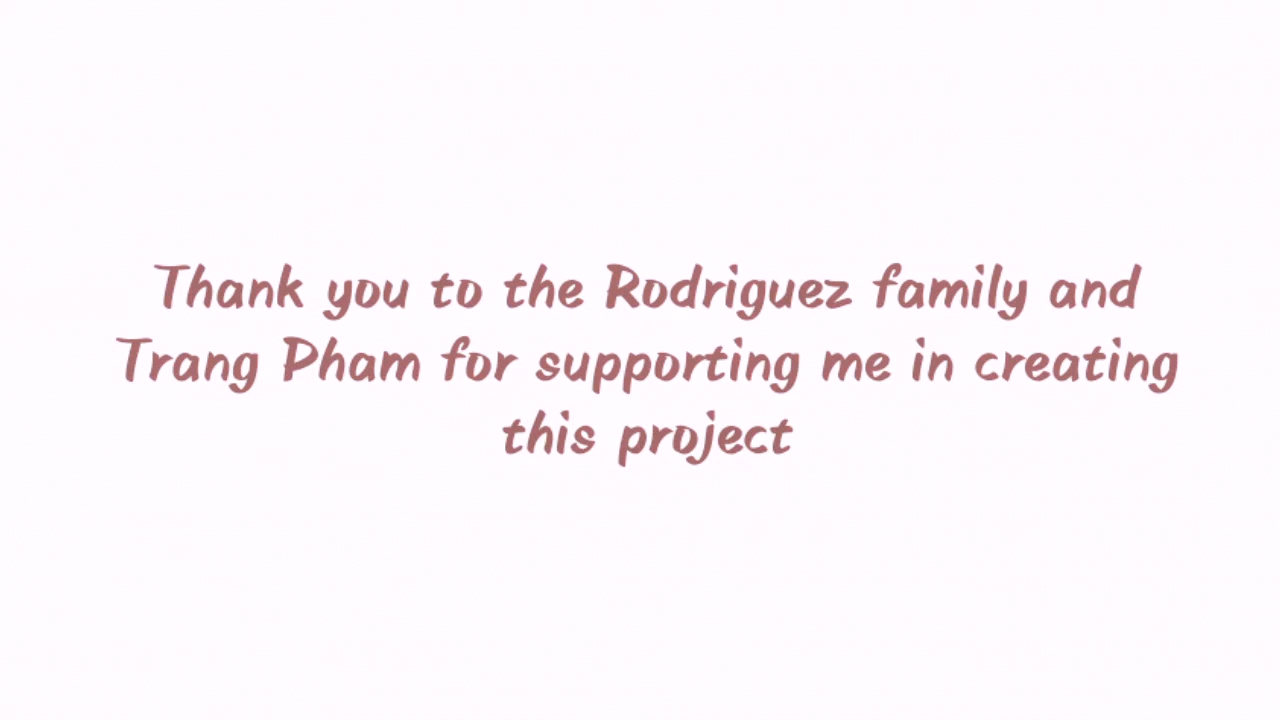 Thank you to the Rodriguez family and
Trang Pham for supporting me in creating
this project